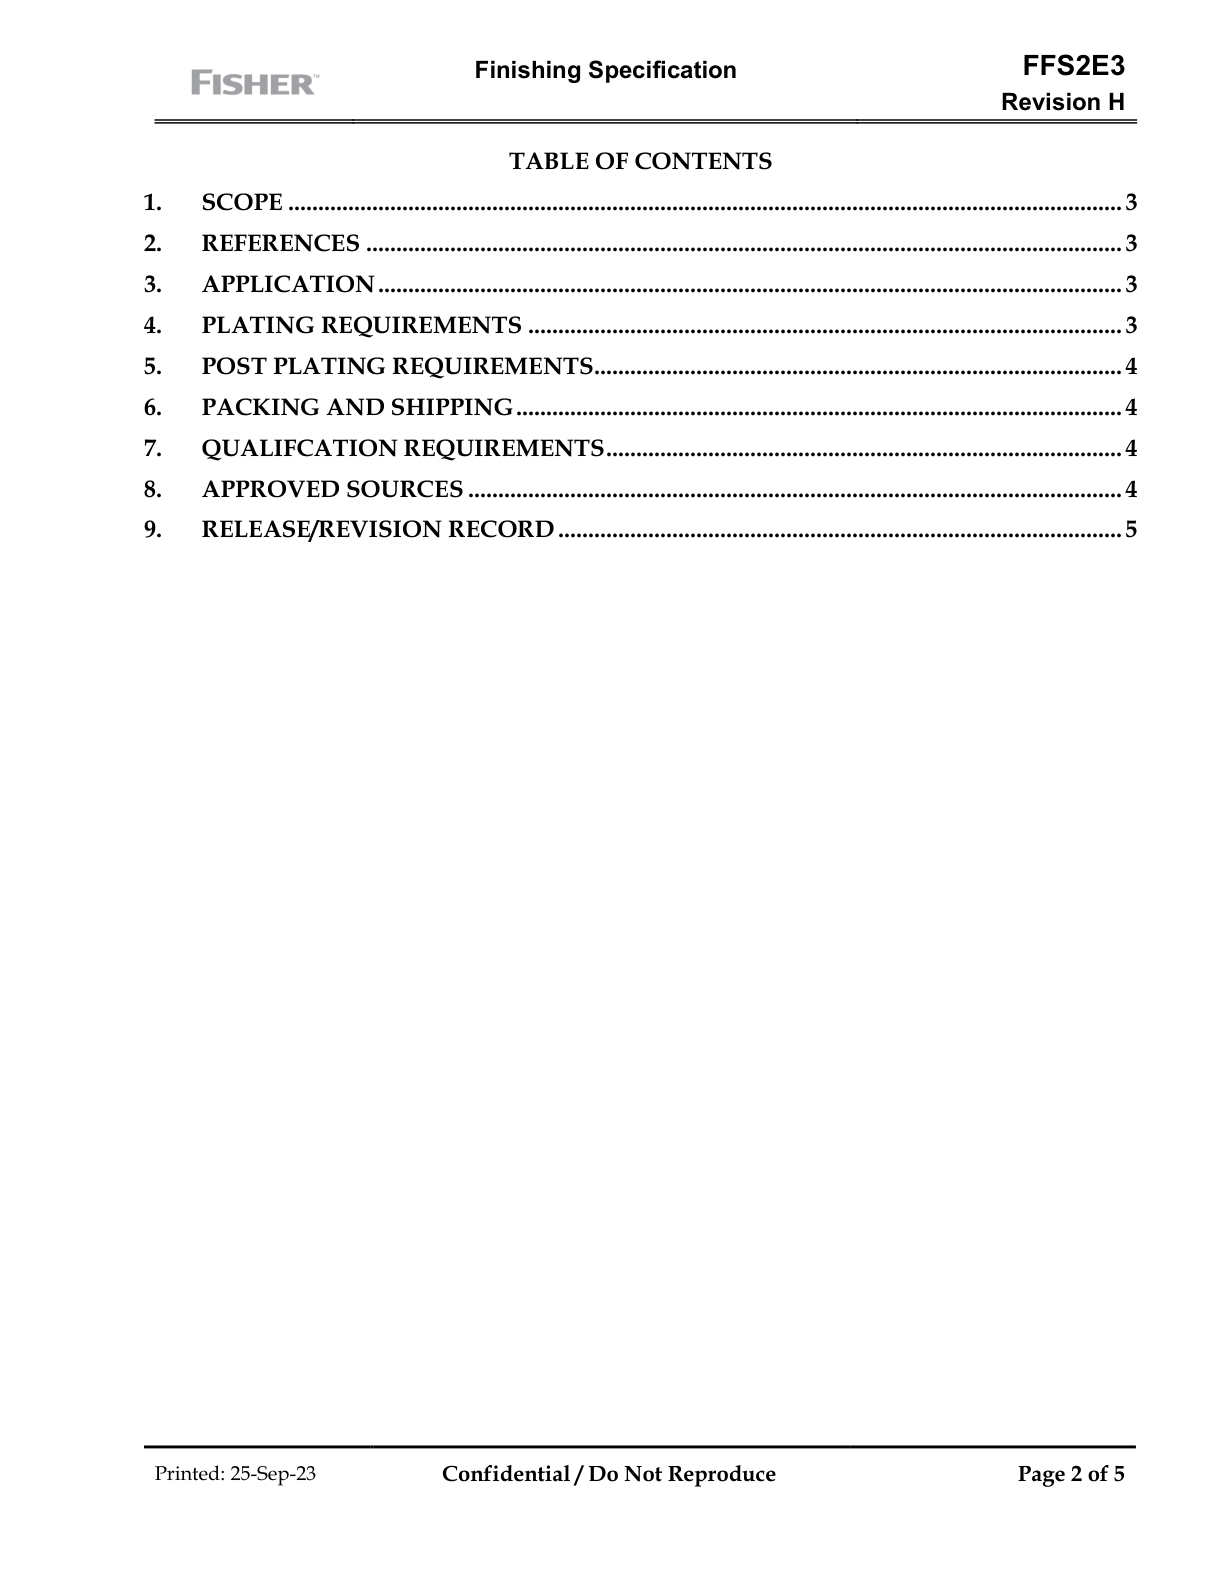 FISHER™
Finishing Specification
FFS2E3
Revision H
TABLE OF CONTENTS
1. SCOPE ........................................................................................................................................... 3
2. REFERENCES .............................................................................................................................. 3
3. APPLICATION ............................................................................................................................ 3
4. PLATING REQUIREMENTS ................................................................................................... 3
5. POST PLATING REQUIREMENTS........................................................................................ 4
6. PACKING AND SHIPPING ..................................................................................................... 4
7. QUALIFCATION REQUIREMENTS...................................................................................... 4
8. APPROVED SOURCES ............................................................................................................. 4
9. RELEASE/REVISION RECORD .............................................................................................. 5
Printed: 25-Sep-23
Confidential / Do Not Reproduce
Page 2 of 5